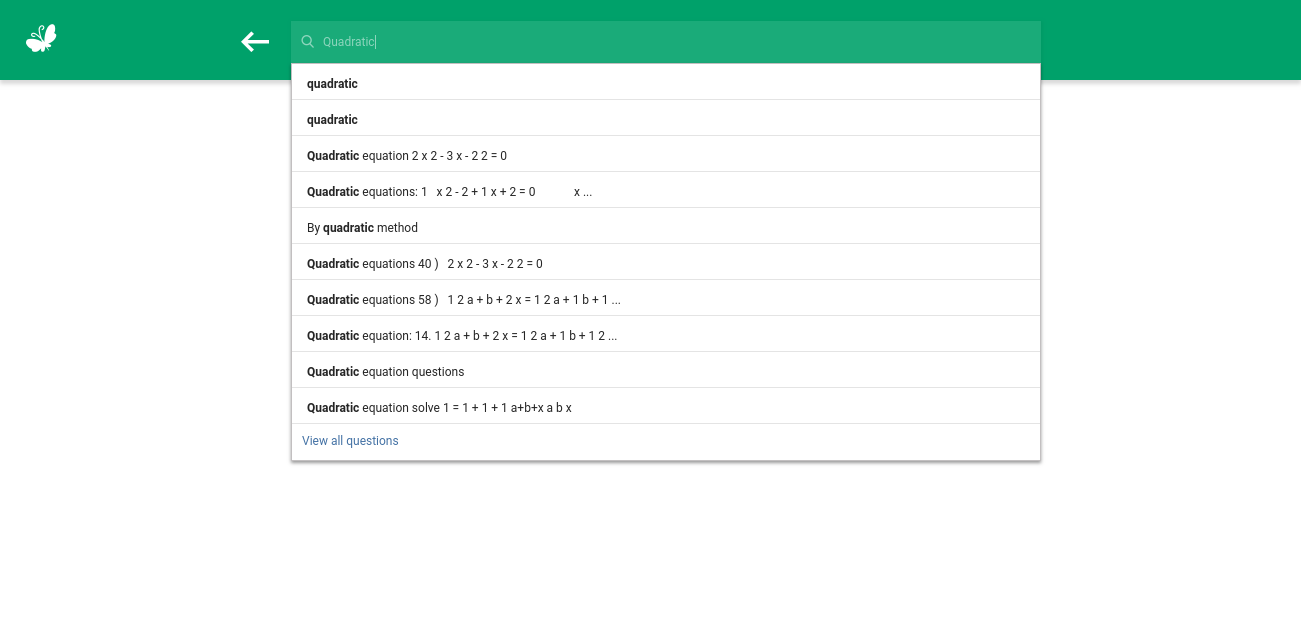 Quadratic
quadratic
quadratic
Quadratic equation 2 x 2 - 3 x - 2 2 = 0
Quadratic equations: 1 x 2 - 2 + 1 x + 2 = 0 x ...
By quadratic method
Quadratic equations 40 ) 2 x 2 - 3 x - 2 2 = 0
Quadratic equations 58 ) 1 2 a + b + 2 x = 1 2 a + 1 b + 1 ...
Quadratic equation: 14. 1 2 a + b + 2 x = 1 2 a + 1 b + 1 2 ...
Quadratic equation questions
Quadratic equation solve 1 = 1 + 1 + 1 a+b+x a b x
View all questions